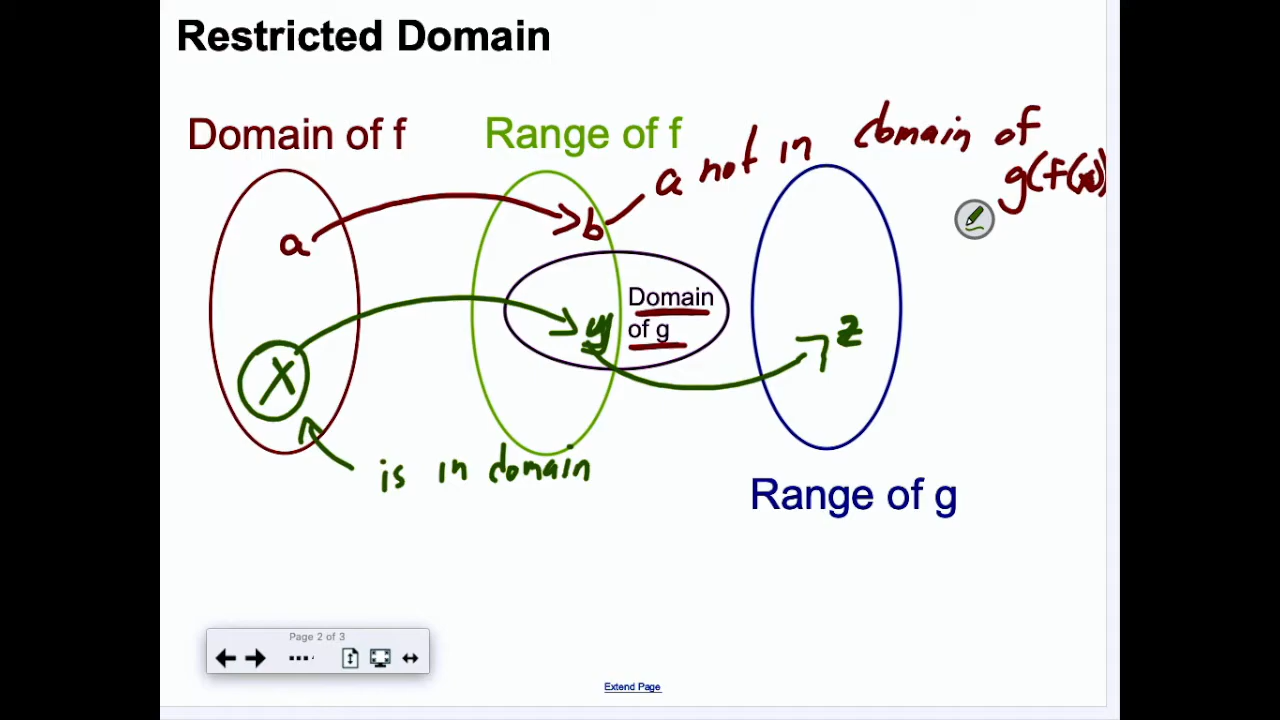 Restricted Domain
Domain of f
Range of f
a not in domain of
g(f(x))
a
b
Domain
of g
x
y
z
is in domain
Range of g
Page 2 of 3
Extend Page